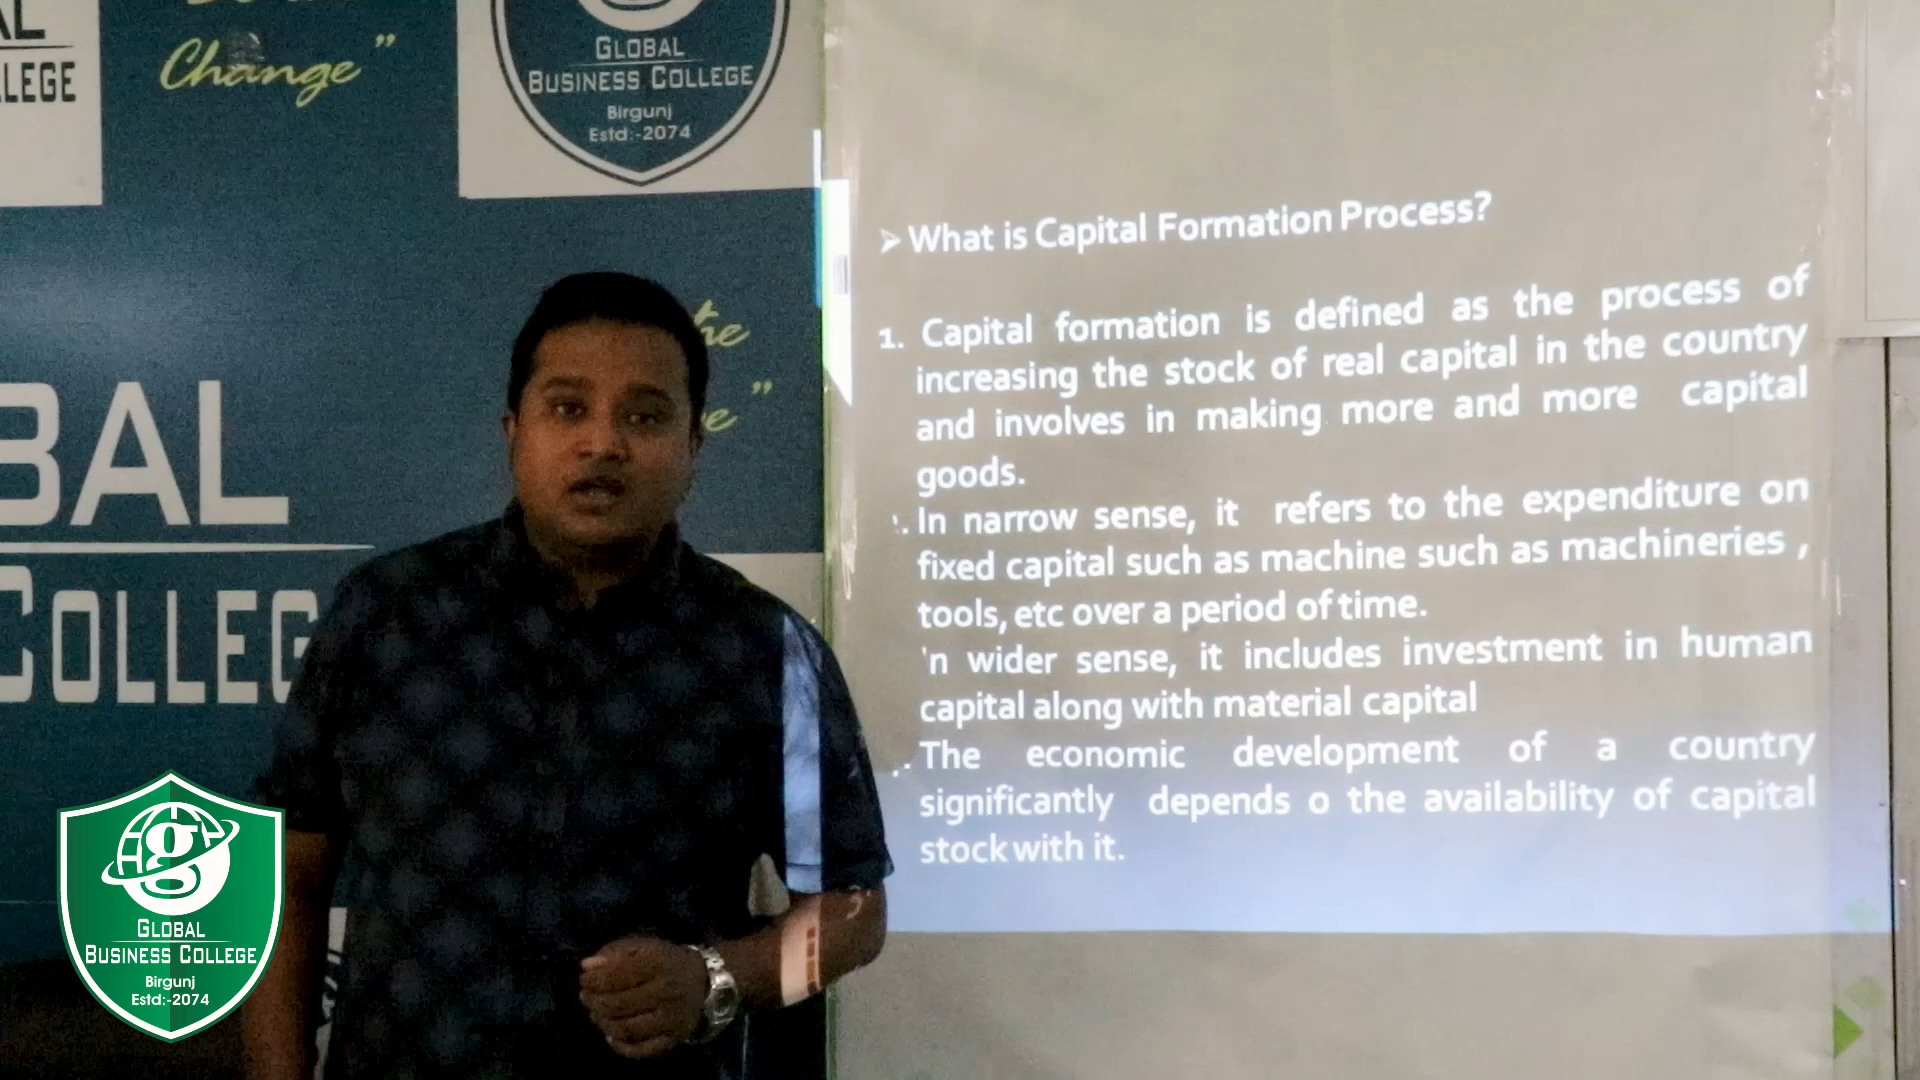 LLEGE
Change”
GLOBAL
BUSINESS COLLEGE
Birgunj
Estd:-2074
the
”
BAL
COLLEG
➢ What is Capital Formation Process?
1. Capital formation is defined as the process of
increasing the stock of real capital in the country
and involves in making more and more capital
goods.
In narrow sense, it refers to the expenditure on
fixed capital such as machine such as machineries ,
tools, etc over a period of time.
'n wider sense, it includes investment in human
capital along with material capital
The economic development of a country
significantly depends o the availability of capital
stock with it.
g
GLOBAL
BUSINESS COLLEGE
Birgunj
Estd:-2074